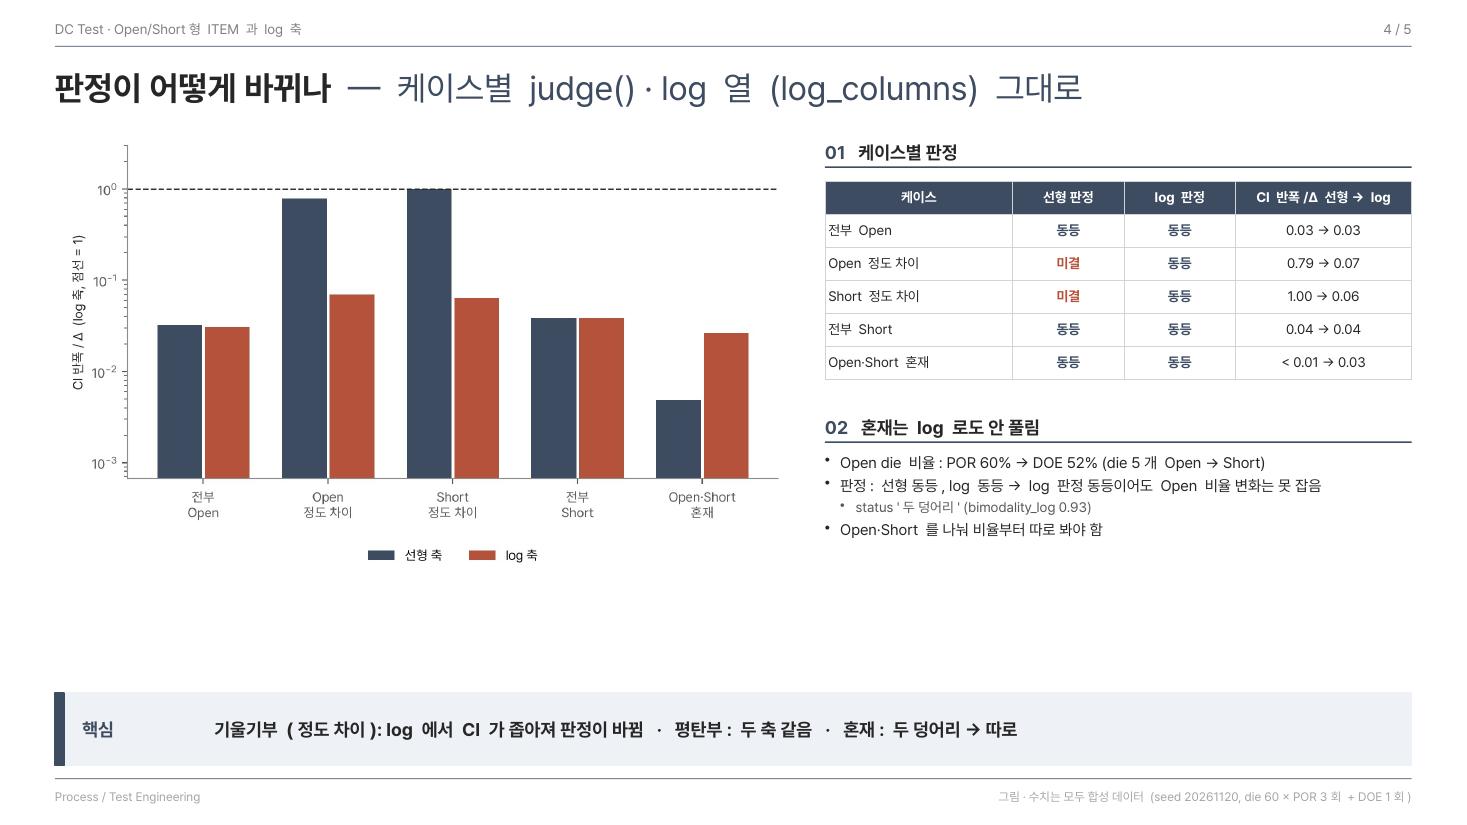 DC Test · Open/Short 형 ITEM 과 log 축
4 / 5
판정이 어떻게 바뀌나 — 케이스별 judge() · log 열 (log_columns) 그대로
CI 반폭 / Δ (log 축, 점선 = 1)
10⁰
10⁻¹
10⁻²
10⁻³
전부 Open
Open 정도 차이
Short 정도 차이
전부 Short
Open·Short 혼재
선형 축
log 축
01 케이스별 판정
케이스 선형 판정 log 판정 CI 반폭 /Δ 선형 → log
전부 Open 동등 동등 0.03 → 0.03
Open 정도 차이 미결 동등 0.79 → 0.07
Short 정도 차이 미결 동등 1.00 → 0.06
전부 Short 동등 동등 0.04 → 0.04
Open·Short 혼재 동등 동등 < 0.01 → 0.03
02 혼재는 log 로도 안 풀림
• Open die 비율 : POR 60% → DOE 52% (die 5 개 Open → Short)
• 판정 : 선형 동등 , log 동등 → log 판정 동등이어도 Open 비율 변화는 못 잡음
• status ' 두 덩어리 ' (bimodality_log 0.93)
• Open·Short 를 나눠 비율부터 따로 봐야 함
핵심 기울기부 ( 정도 차이 ): log 에서 CI 가 좁아져 판정이 바뀜 · 평탄부 : 두 축 같음 · 혼재 : 두 덩어리 → 따로
Process / Test Engineering
그림 · 수치는 모두 합성 데이터 (seed 20261120, die 60 × POR 3 회 + DOE 1 회 )